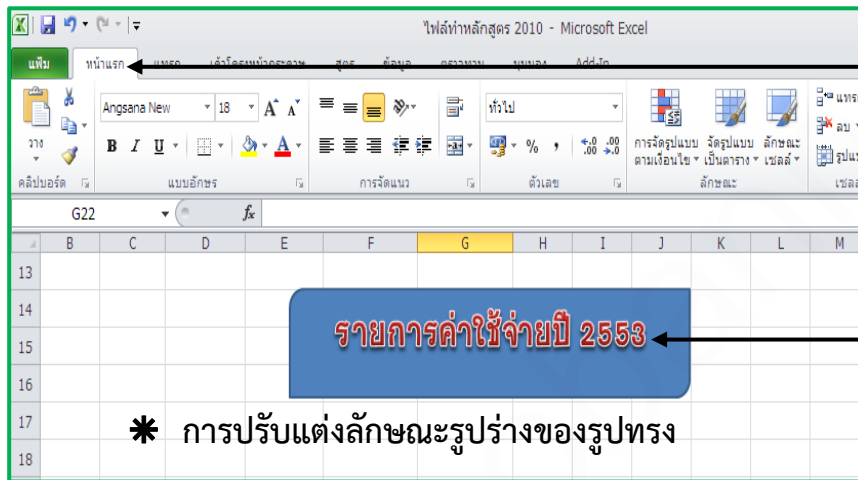 ไฟล์ทำหลักสูตร 2010 - Microsoft Excel
แฟ้ม หน้าแรก
Angsana New 18 ทั่วไป
วาง B I U % , การจัดรูปแบบ จัดรูปแบบ ลักษณะ
ตามเงื่อนไข เป็นตาราง เซลล์
คลิปบอร์ด แบบอักษร การจัดแนว ตัวเลข ลักษณะ
G22 fx
B C D E F G H I J K L M
13
14
รายการค่าใช้จ่ายปี 2553
15
16
17
✱ การปรับแต่งลักษณะรูปร่างของรูปทรง
18